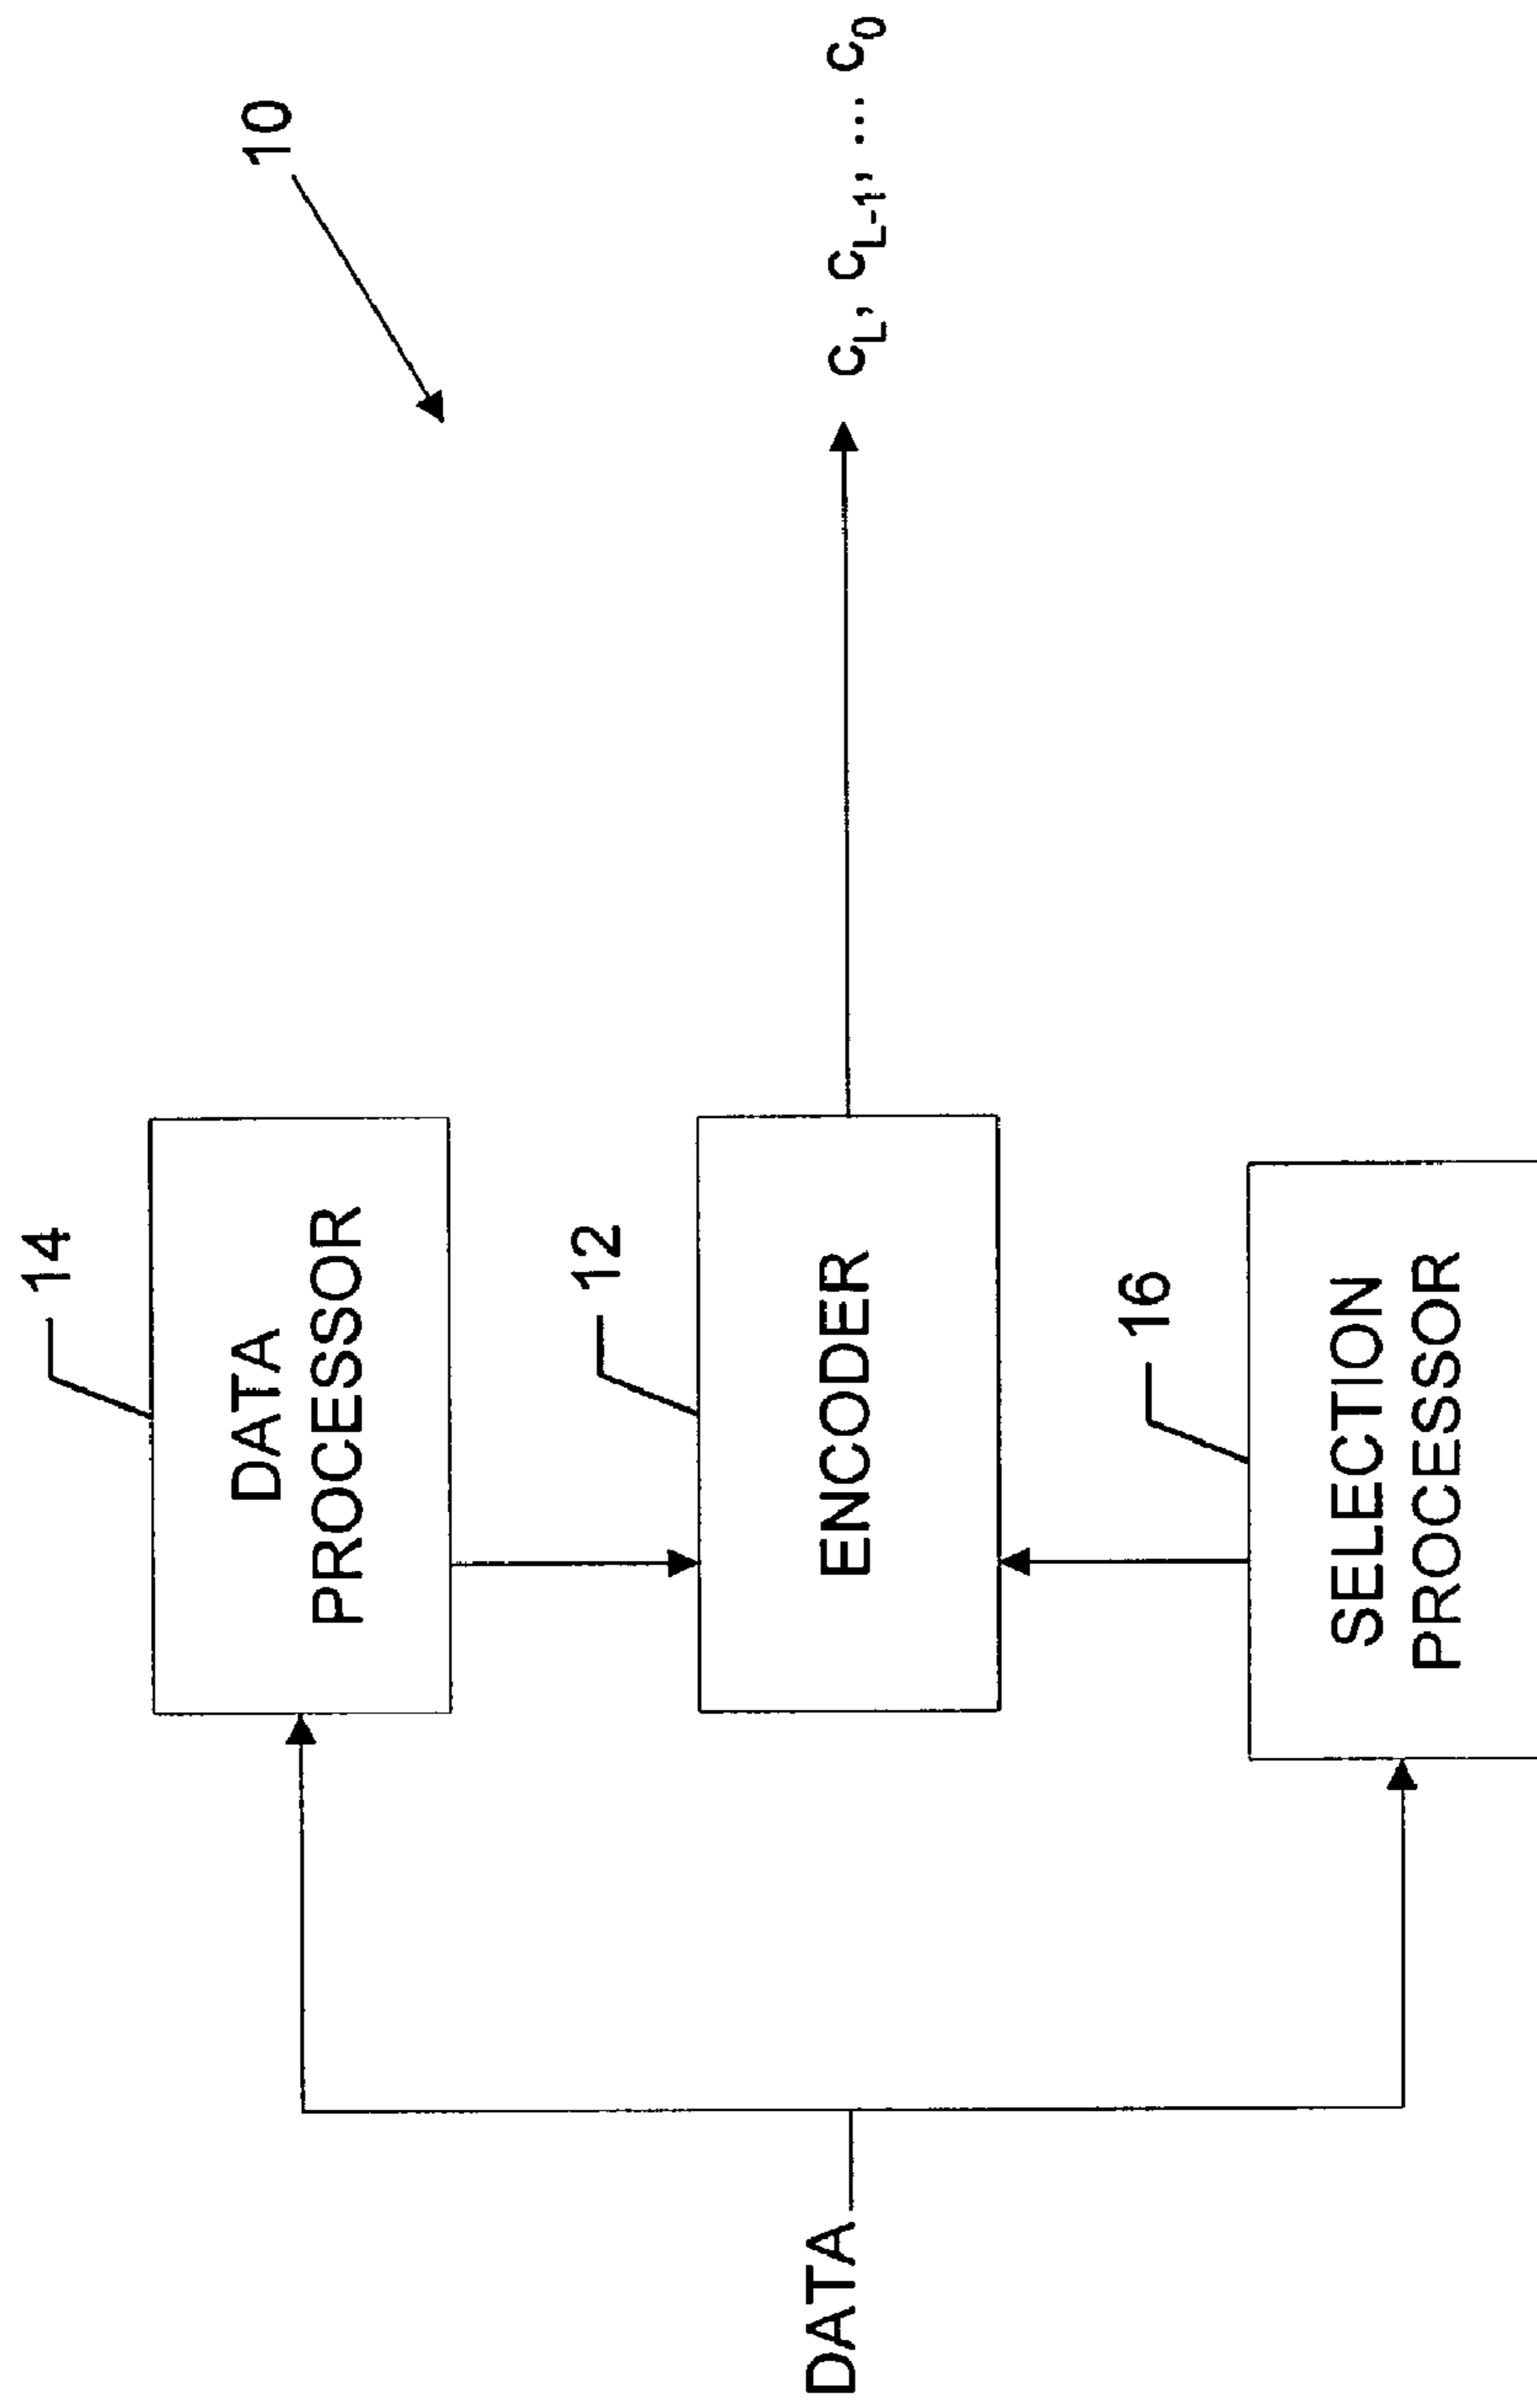 10
14
DATA
PROCESSOR
12
DATA
ENCODER
c_L, c_{L-1}, ... c_0
16
SELECTION
PROCESSOR